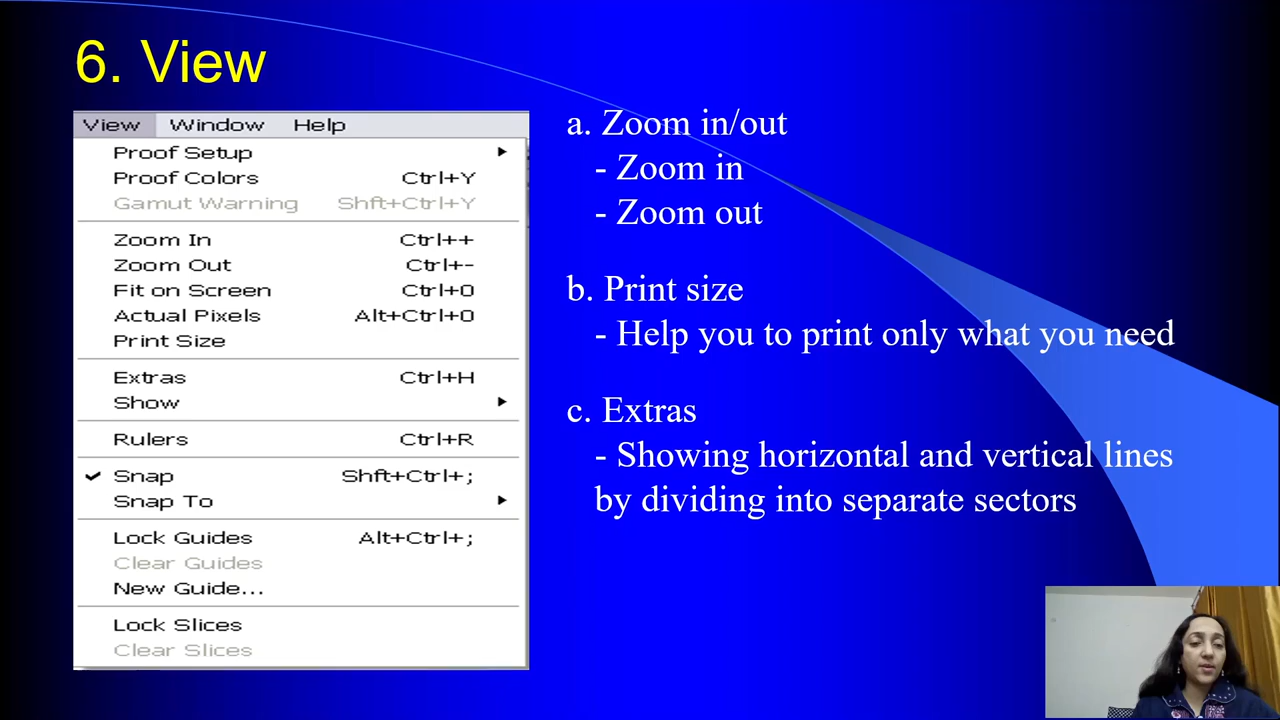 6. View
View Window Help
Proof Setup
Proof Colors Ctrl+Y
Gamut Warning Shft+Ctrl+Y
Zoom In Ctrl++
Zoom Out Ctrl+-
Fit on Screen Ctrl+0
Actual Pixels Alt+Ctrl+0
Print Size
Extras Ctrl+H
Show
Rulers Ctrl+R
Snap Shft+Ctrl+;
Snap To
Lock Guides Alt+Ctrl+;
Clear Guides
New Guide...
Lock Slices
Clear Slices
a. Zoom in/out
- Zoom in
- Zoom out
b. Print size
- Help you to print only what you need
c. Extras
- Showing horizontal and vertical lines
by dividing into separate sectors